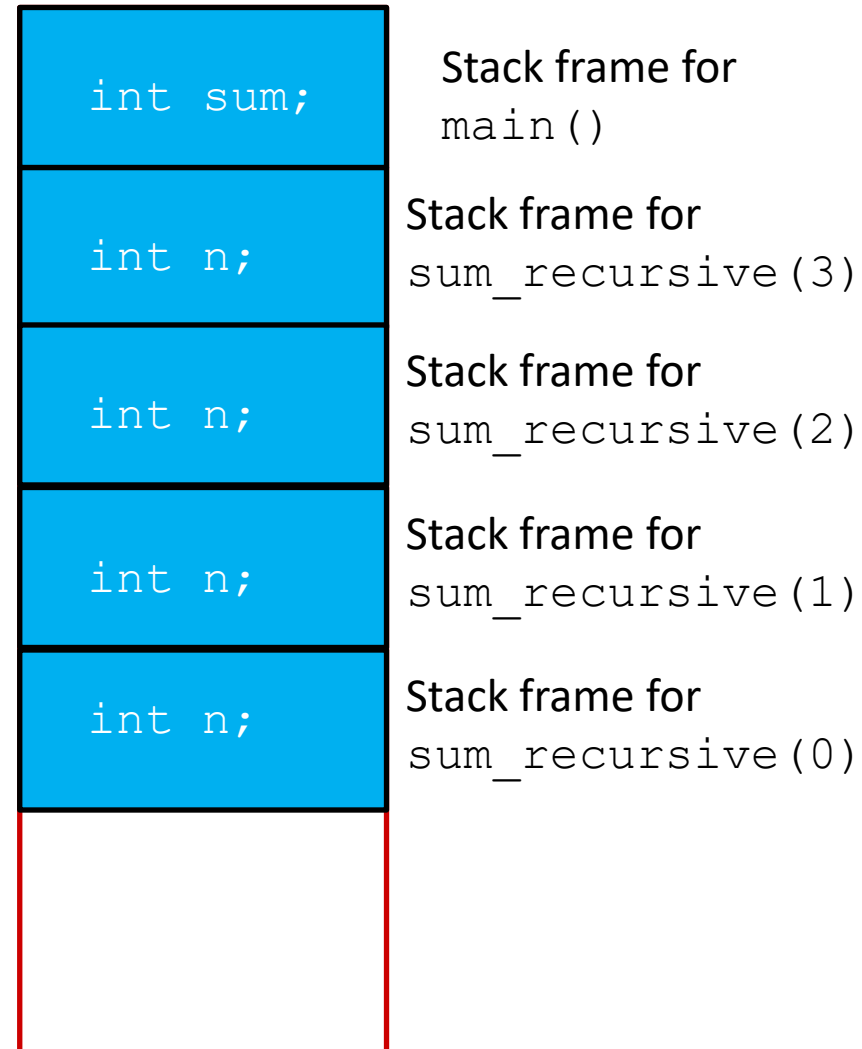 int sum;
Stack frame for
main()
int n;
Stack frame for
sum_recursive(3)
int n;
Stack frame for
sum_recursive(2)
int n;
Stack frame for
sum_recursive(1)
int n;
Stack frame for
sum_recursive(0)